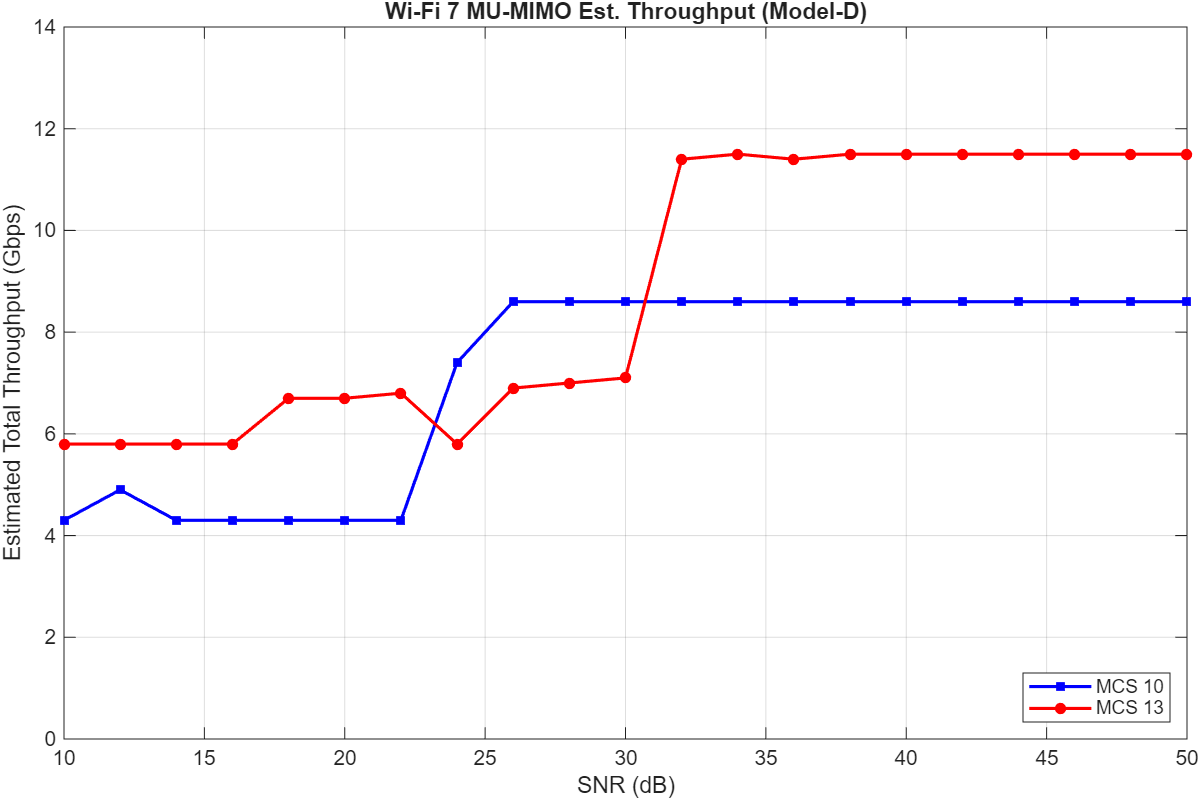 Wi-Fi 7 MU-MIMO Est. Throughput (Model-D)
Estimated Total Throughput (Gbps)
14
12
10
8
6
4
2
0
10 15 20 25 30 35 40 45 50
SNR (dB)
MCS 10
MCS 13